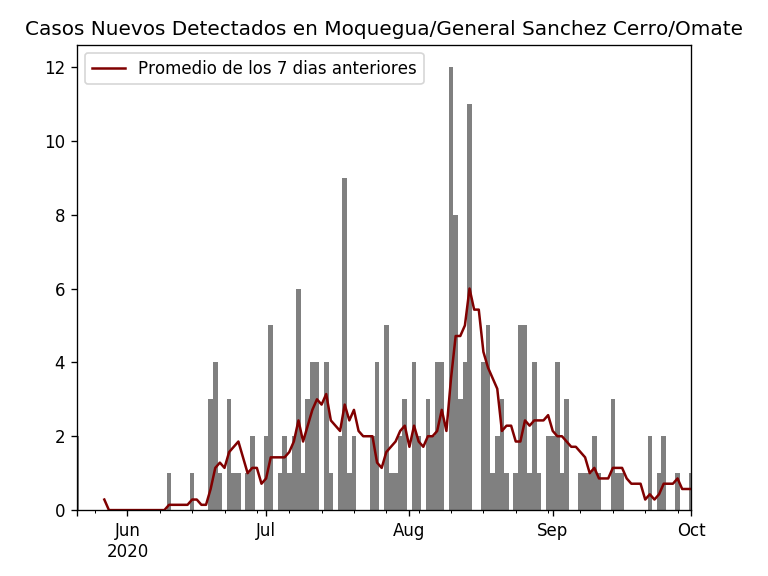 Casos Nuevos Detectados en Moquegua/General Sanchez Cerro/Omate
Promedio de los 7 dias anteriores
12
10
8
6
4
2
0
Jun Jul Aug Sep Oct
2020